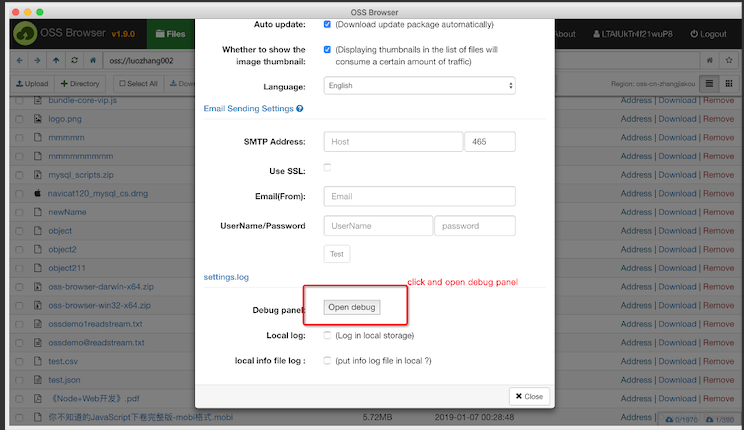 OSS Browser
OSS Browser v1.9.0 Files About LTAIUkTr4f21wuP8 Logout
oss://luozhang002
Upload Directory Select All Region: oss-cn-zhangjiakou
Auto update: (Download update package automatically)
Whether to show the image thumbnail: (Displaying thumbnails in the list of files will consume a certain amount of traffic)
Language: English
Email Sending Settings
SMTP Address: Host 465
Use SSL:
Email(From): Email
UserName/Password UserName password
Test
settings.log
click and open debug panel
Debug panel: Open debug
Local log: (Log in local storage)
local info file log : (put info log file in local ?)
Close
bundle-core-vip.js Address | Download | Remove
logo.png Address | Download | Remove
mmmmm Address | Download | Remove
mmmmmmmmm Address | Download | Remove
mysql_scripts.zip Address | Download | Remove
navicat120_mysql_cs.dmg Address | Download | Remove
newName Address | Download | Remove
object Address | Download | Remove
object2 Address | Download | Remove
object211 Address | Download | Remove
oss-browser-darwin-x64.zip Address | Download | Remove
oss-browser-win32-x64.zip Address | Download | Remove
ossdemo1readstream.txt Address | Download | Remove
ossdemo@readstream.txt Address | Download | Remove
test.csv Address | Download | Remove
test.json Address | Download | Remove
《Node+Web开发》.pdf Address | Download | Remove
你不知道的JavaScript下卷完整版-mobi格式.mobi 5.72MB 2019-01-07 00:28:48 Address